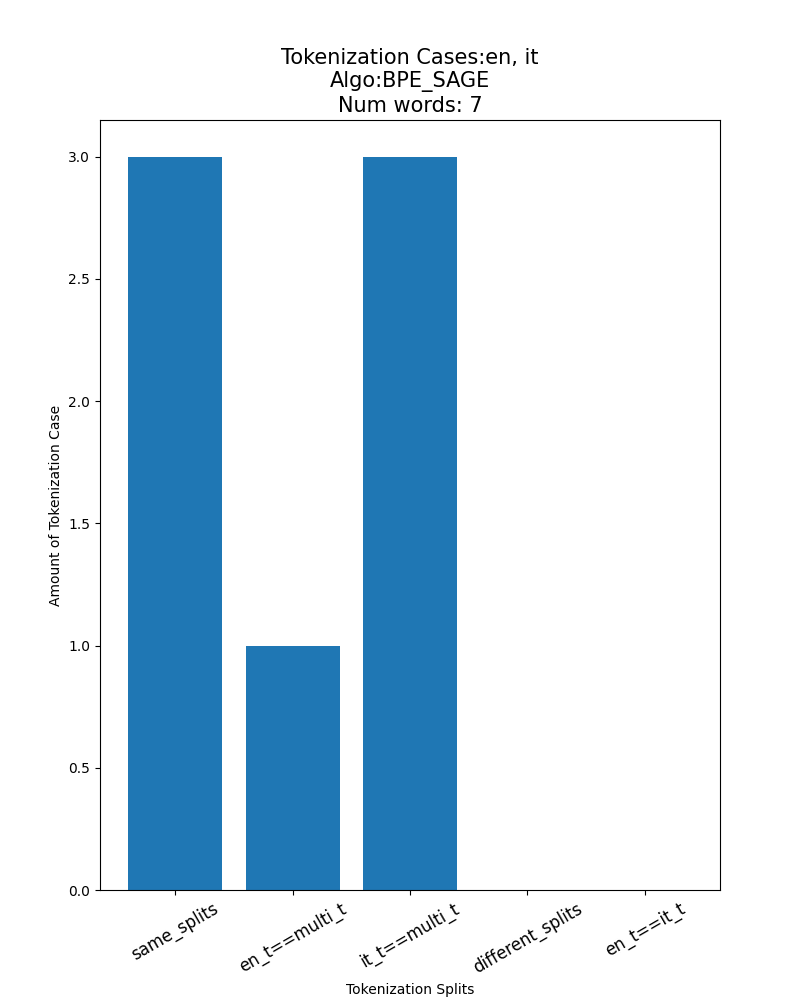 Tokenization Cases:en, it
Algo:BPE_SAGE
Num words: 7
3.0
2.5
2.0
1.5
1.0
0.5
0.0
Amount of Tokenization Case
same_splits
en_t==multi_t
it_t==multi_t
different_splits
en_t==it_t
Tokenization Splits